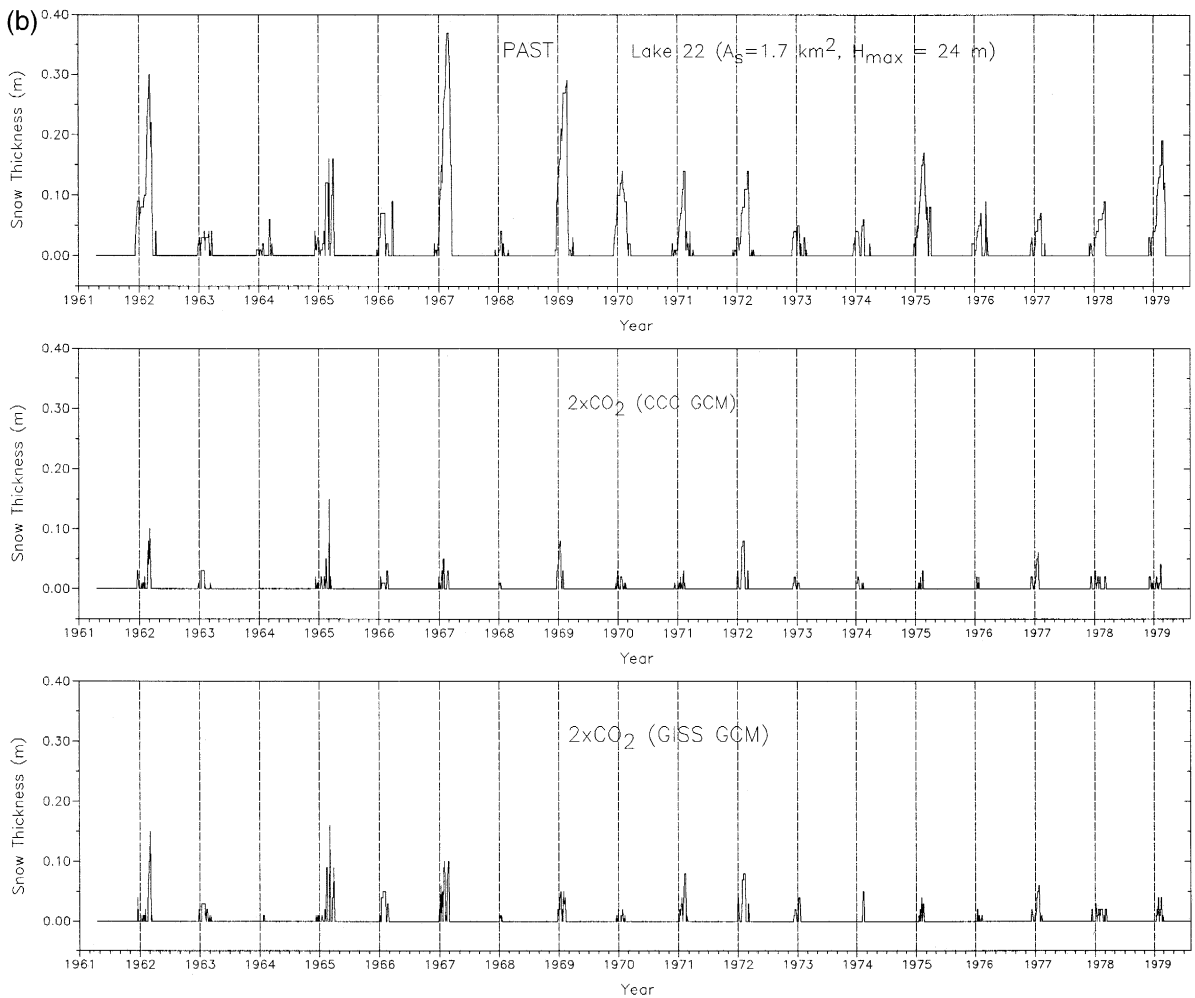 (b)
PAST Lake 22 (As=1.7 km2, Hmax = 24 m)
Snow Thickness (m)
0.40
0.30
0.20
0.10
0.00
1961 1962 1963 1964 1965 1966 1967 1968 1969 1970 1971 1972 1973 1974 1975 1976 1977 1978 1979
Year
2xCO2 (CCC GCM)
Snow Thickness (m)
0.40
0.30
0.20
0.10
0.00
1961 1962 1963 1964 1965 1966 1967 1968 1969 1970 1971 1972 1973 1974 1975 1976 1977 1978 1979
Year
2xCO2 (GISS GCM)
Snow Thickness (m)
0.40
0.30
0.20
0.10
0.00
1961 1962 1963 1964 1965 1966 1967 1968 1969 1970 1971 1972 1973 1974 1975 1976 1977 1978 1979
Year